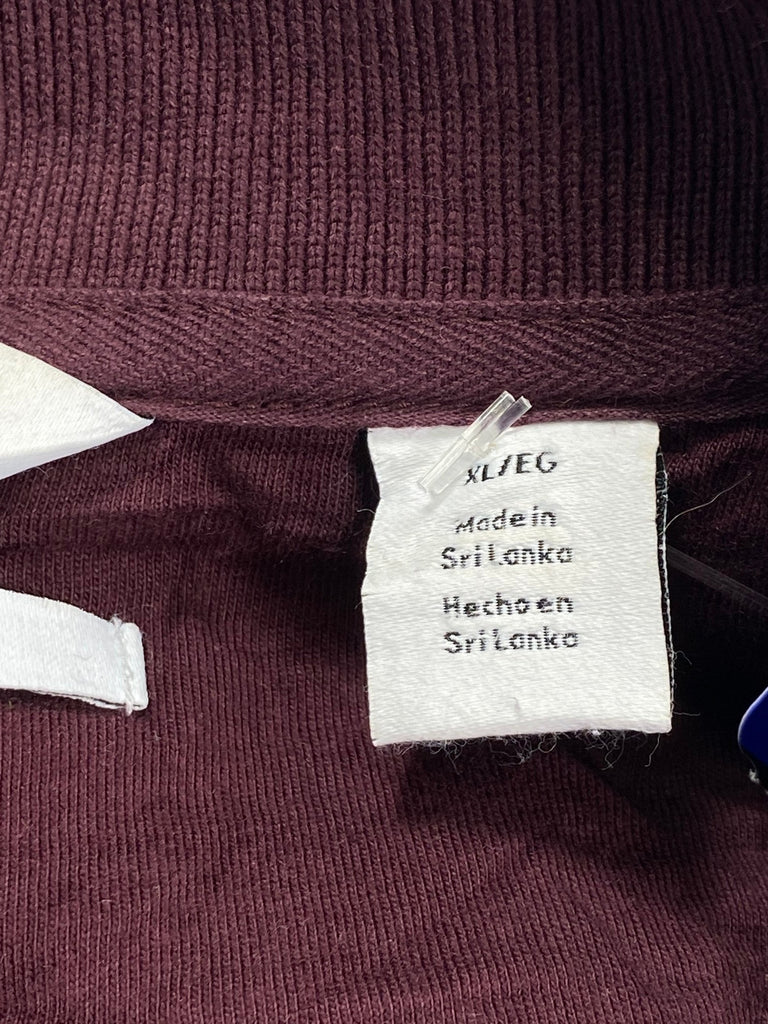 XL/EG
Made in
Sri Lanka
Hecho en
Sri Lanka